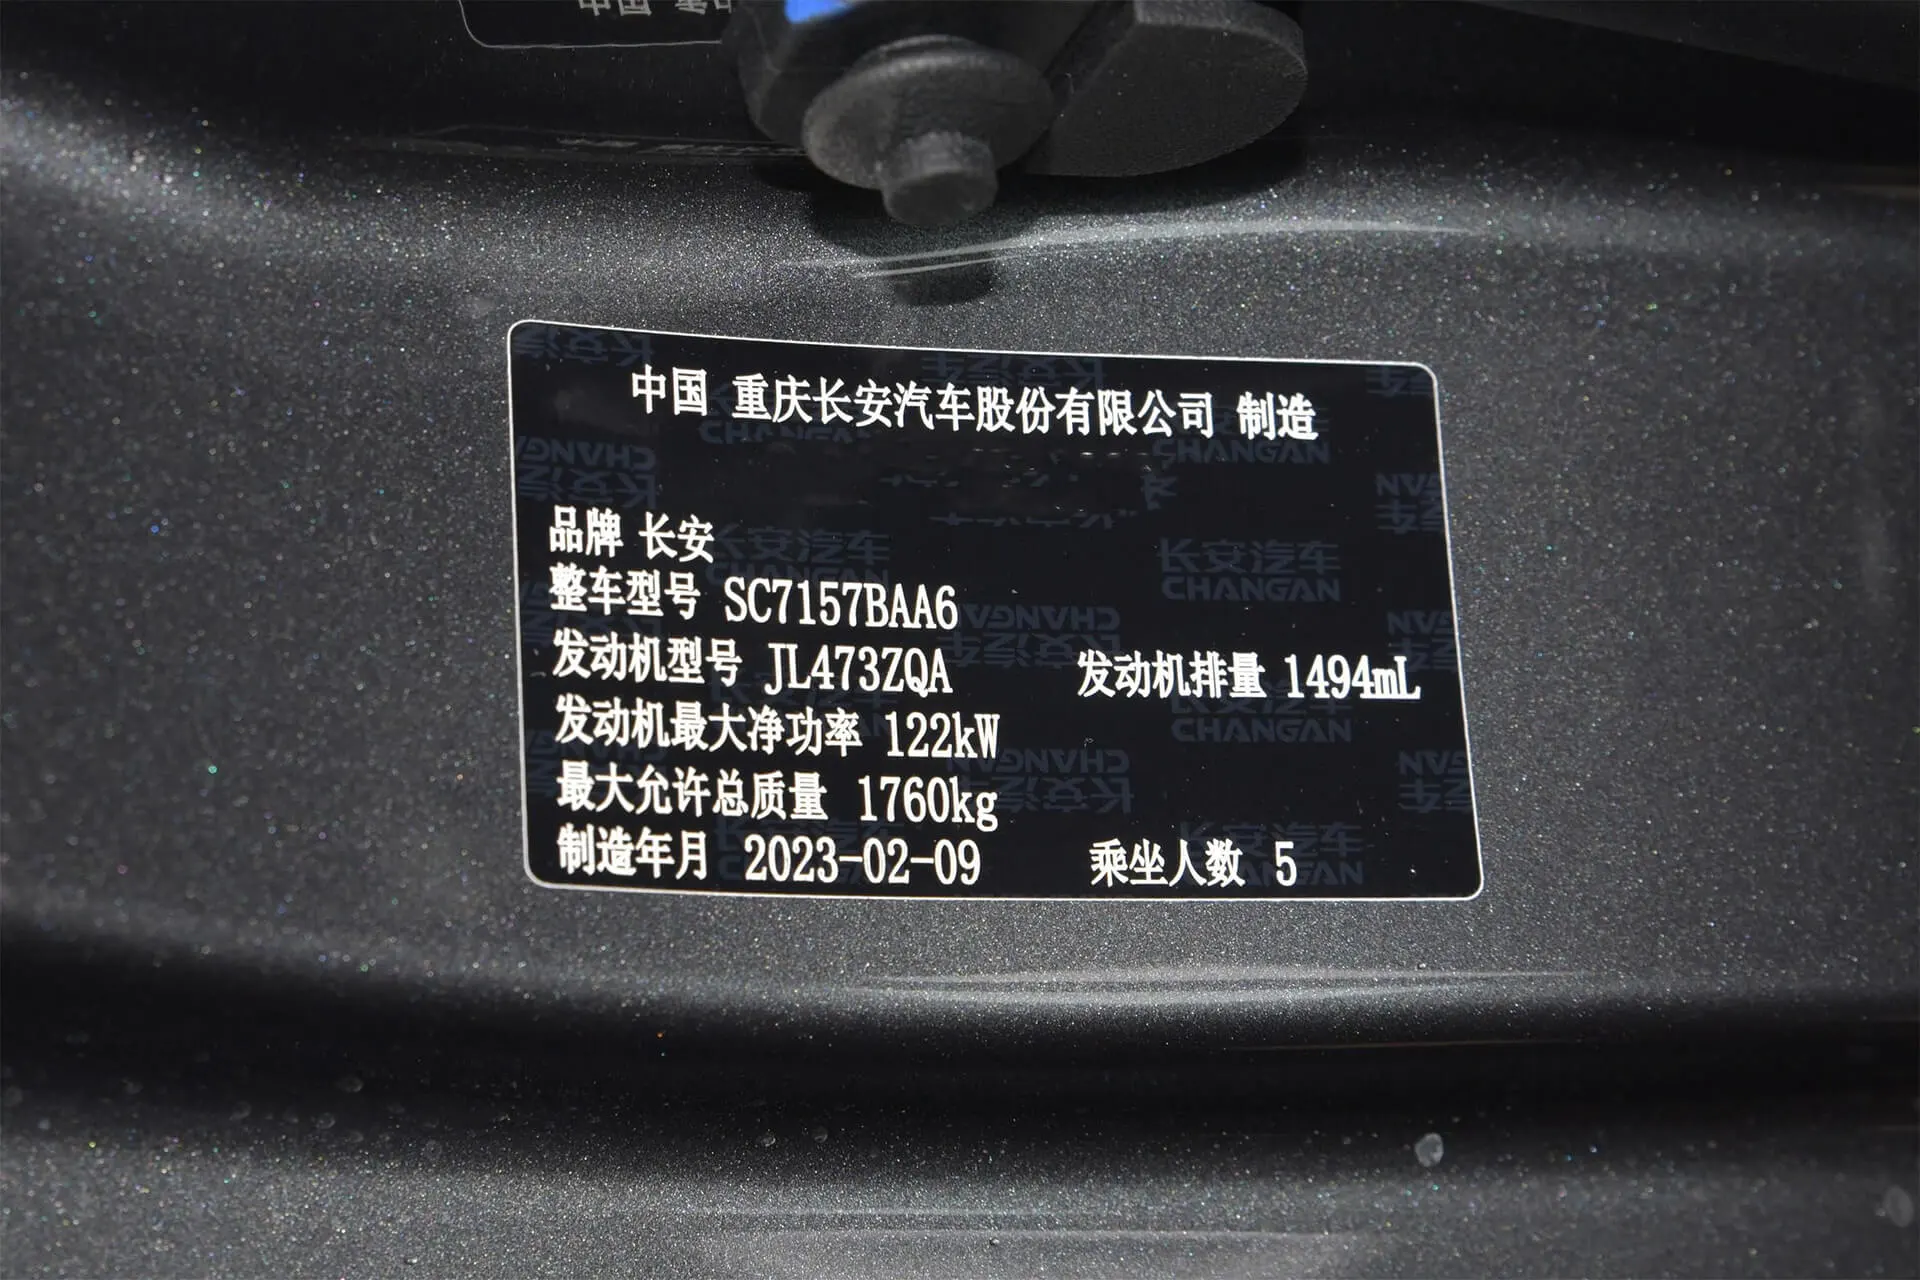 中国 重庆长安汽车股份有限公司 制造
品牌 长安
整车型号 SC7157BAA6
发动机型号 JL473ZQA 发动机排量 1494mL
发动机最大净功率 122kW
最大允许总质量 1760kg
制造年月 2023-02-09 乘坐人数 5